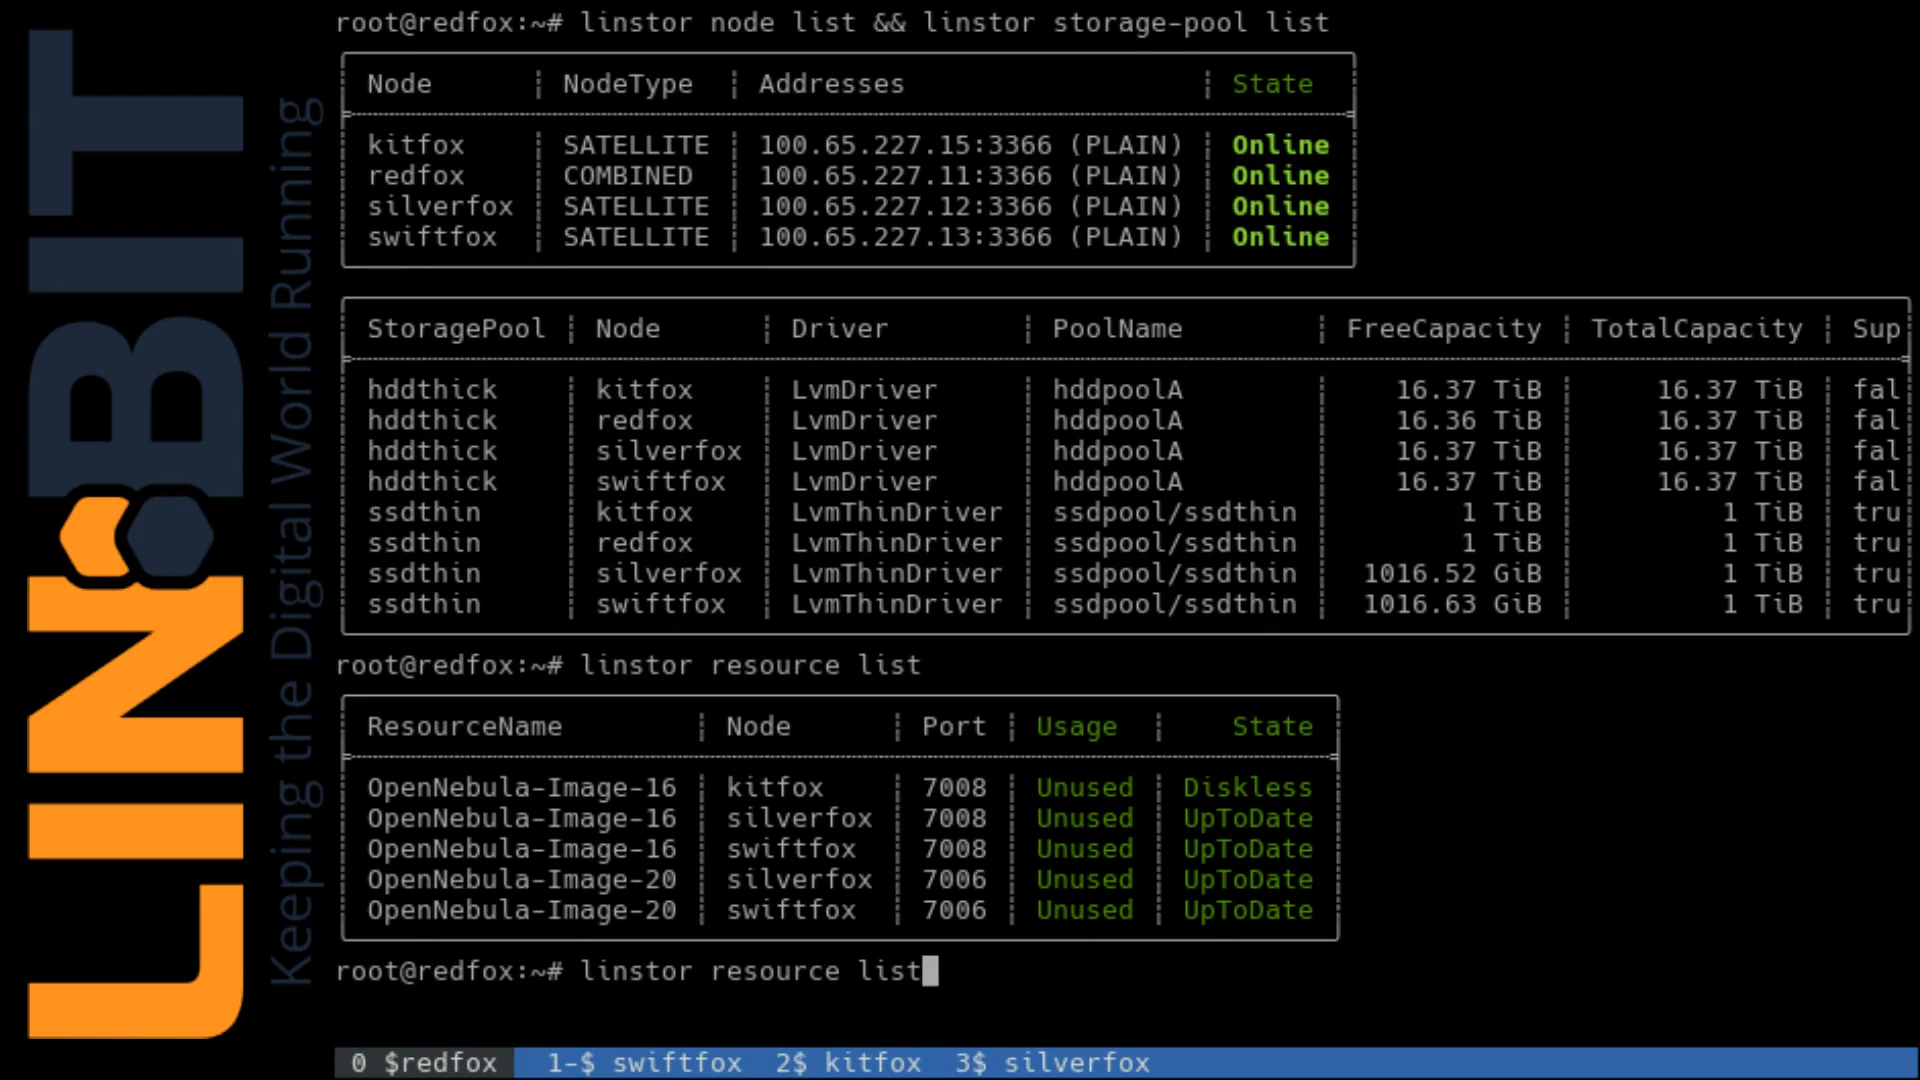 LINBIT
Keeping the Digital World Running
root@redfox:~# linstor node list && linstor storage-pool list
Node ┊ NodeType ┊ Addresses ┊ State
kitfox ┊ SATELLITE ┊ 100.65.227.15:3366 (PLAIN) ┊ Online
redfox ┊ COMBINED ┊ 100.65.227.11:3366 (PLAIN) ┊ Online
silverfox ┊ SATELLITE ┊ 100.65.227.12:3366 (PLAIN) ┊ Online
swiftfox ┊ SATELLITE ┊ 100.65.227.13:3366 (PLAIN) ┊ Online
StoragePool ┊ Node ┊ Driver ┊ PoolName ┊ FreeCapacity ┊ TotalCapacity ┊ Sup
hddthick ┊ kitfox ┊ LvmDriver ┊ hddpoolA ┊ 16.37 TiB ┊ 16.37 TiB ┊ fal
hddthick ┊ redfox ┊ LvmDriver ┊ hddpoolA ┊ 16.36 TiB ┊ 16.37 TiB ┊ fal
hddthick ┊ silverfox ┊ LvmDriver ┊ hddpoolA ┊ 16.37 TiB ┊ 16.37 TiB ┊ fal
hddthick ┊ swiftfox ┊ LvmDriver ┊ hddpoolA ┊ 16.37 TiB ┊ 16.37 TiB ┊ fal
ssdthin ┊ kitfox ┊ LvmThinDriver ┊ ssdpool/ssdthin ┊ 1 TiB ┊ 1 TiB ┊ tru
ssdthin ┊ redfox ┊ LvmThinDriver ┊ ssdpool/ssdthin ┊ 1 TiB ┊ 1 TiB ┊ tru
ssdthin ┊ silverfox ┊ LvmThinDriver ┊ ssdpool/ssdthin ┊ 1016.52 GiB ┊ 1 TiB ┊ tru
ssdthin ┊ swiftfox ┊ LvmThinDriver ┊ ssdpool/ssdthin ┊ 1016.63 GiB ┊ 1 TiB ┊ tru
root@redfox:~# linstor resource list
ResourceName ┊ Node ┊ Port ┊ Usage ┊ State
OpenNebula-Image-16 ┊ kitfox ┊ 7008 ┊ Unused ┊ Diskless
OpenNebula-Image-16 ┊ silverfox ┊ 7008 ┊ Unused ┊ UpToDate
OpenNebula-Image-16 ┊ swiftfox ┊ 7008 ┊ Unused ┊ UpToDate
OpenNebula-Image-20 ┊ silverfox ┊ 7006 ┊ Unused ┊ UpToDate
OpenNebula-Image-20 ┊ swiftfox ┊ 7006 ┊ Unused ┊ UpToDate
root@redfox:~# linstor resource list
0 $redfox 1-$ swiftfox 2$ kitfox 3$ silverfox